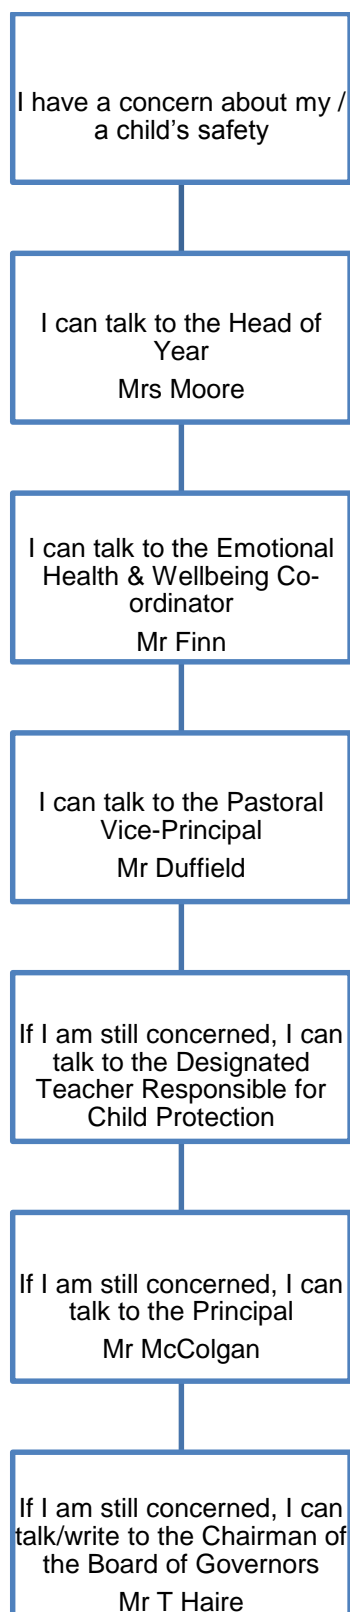 I have a concern about my /
a child’s safety
I can talk to the Head of
Year
Mrs Moore
I can talk to the Emotional
Health & Wellbeing Co-
ordinator
Mr Finn
I can talk to the Pastoral
Vice-Principal
Mr Duffield
If I am still concerned, I can
talk to the Designated
Teacher Responsible for
Child Protection
If I am still concerned, I can
talk to the Principal
Mr McColgan
If I am still concerned, I can
talk/write to the Chairman of
the Board of Governors
Mr T Haire